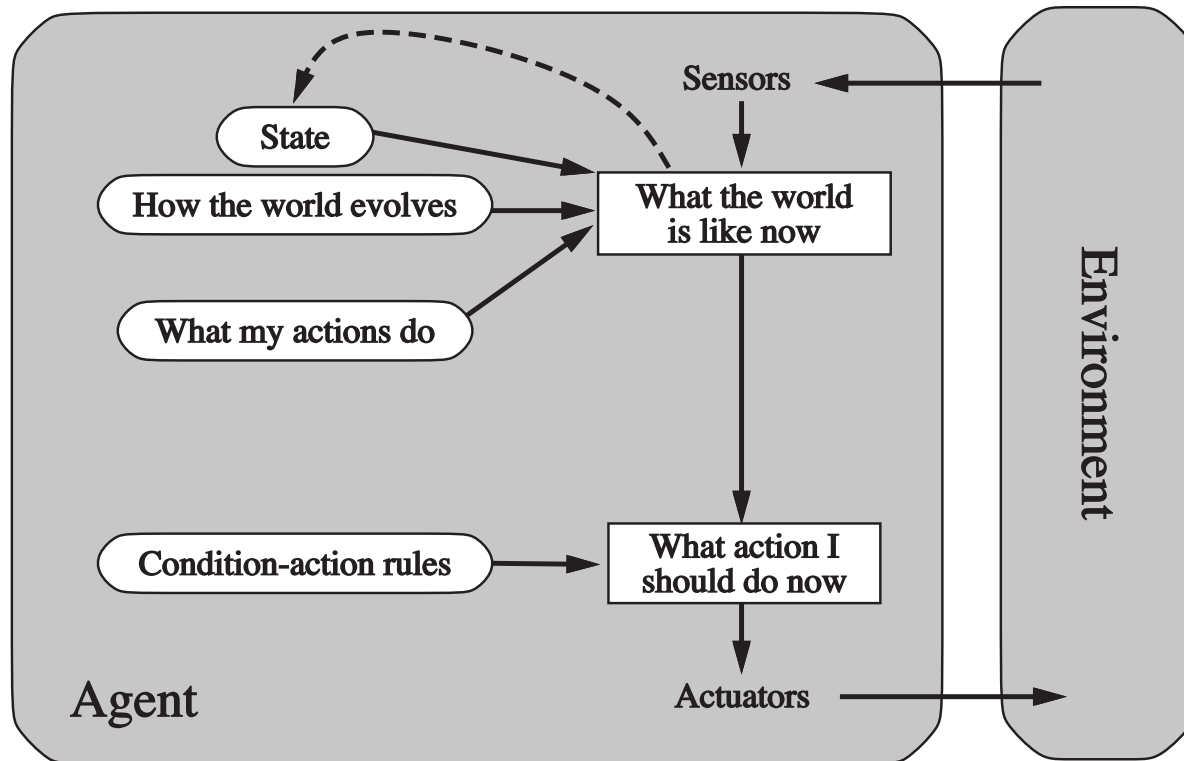 Sensors
State
What the world
is like now
How the world evolves
What my actions do
Environment
Condition-action rules
What action I
should do now
Agent
Actuators